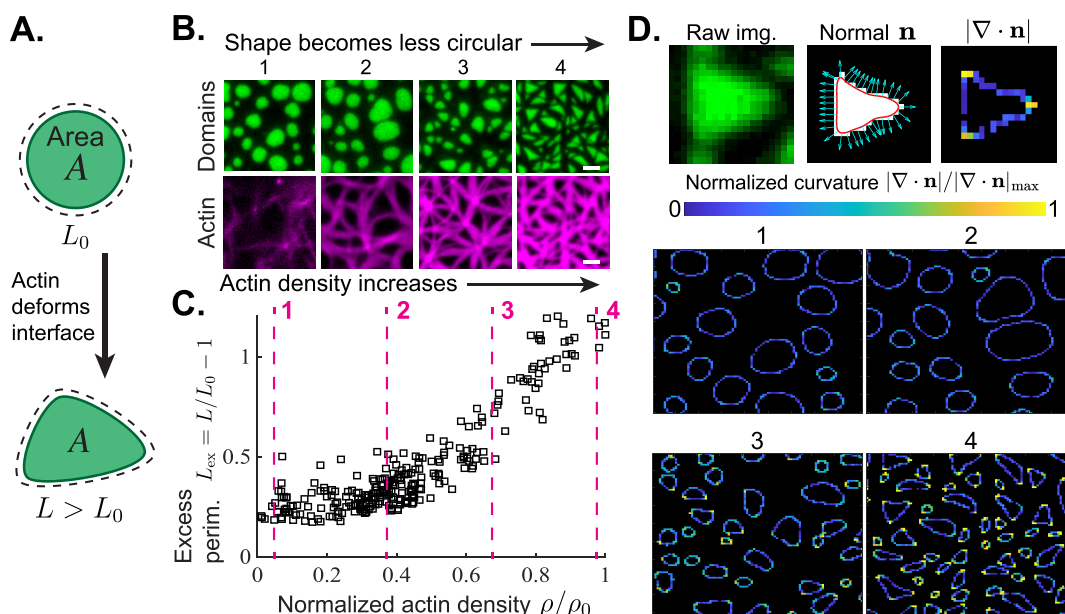 A.
Area
A
L₀
Actin
deforms
interface
A
L > L₀
B.
Shape becomes less circular
1 2 3 4
Domains
Actin
Actin density increases
C.
1 2 3 4
Excess
perim. L_ex = L/L₀ − 1
1
0.5
0
0 0.2 0.4 0.6 0.8 1
Normalized actin density ρ/ρ₀
D.
Raw img. Normal n |∇ · n|
Normalized curvature |∇ · n|/|∇ · n|_max
0 1
1 2
3 4